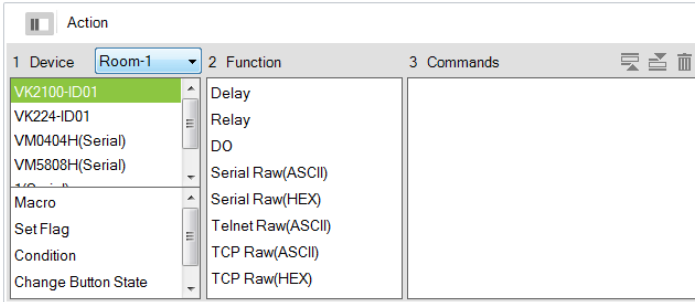 Action
1 Device Room-1 2 Function 3 Commands
VK2100-ID01
VK224-ID01
VM0404H(Serial)
VM5808H(Serial)
Macro
Set Flag
Condition
Change Button State
Delay
Relay
DO
Serial Raw(ASCII)
Serial Raw(HEX)
Telnet Raw(ASCII)
TCP Raw(ASCII)
TCP Raw(HEX)